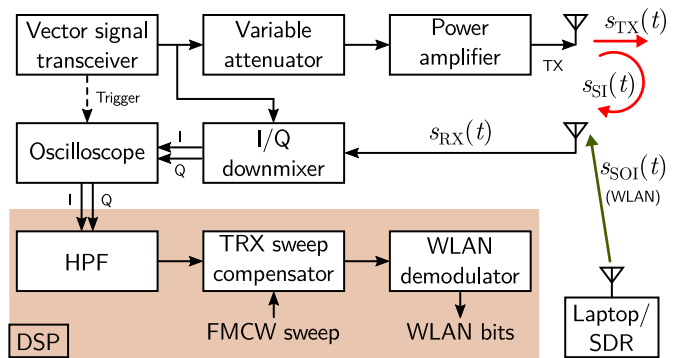 Vector signal
transceiver
Variable
attenuator
Power
amplifier
TX
s_TX(t)
s_SI(t)
Trigger
Oscilloscope
I
Q
I/Q
downmixer
s_RX(t)
s_SOI(t)
(WLAN)
I
Q
HPF
TRX sweep
compensator
WLAN
demodulator
FMCW sweep
WLAN bits
DSP
Laptop/
SDR